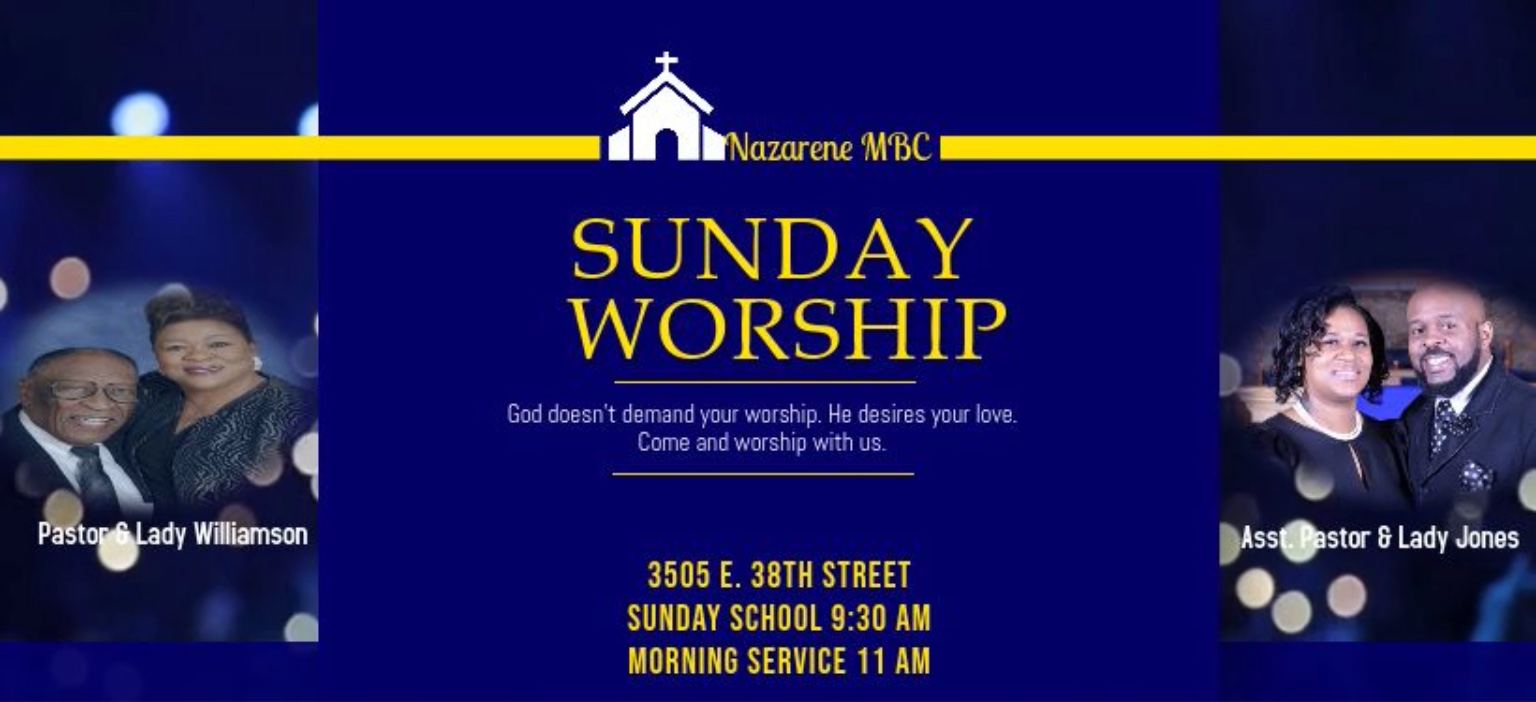 Nazarene MBC
SUNDAY
WORSHIP
God doesn't demand your worship. He desires your love.
Come and worship with us.
Pastor & Lady Williamson
Asst. Pastor & Lady Jones
3505 E. 38TH STREET
SUNDAY SCHOOL 9:30 AM
MORNING SERVICE 11 AM